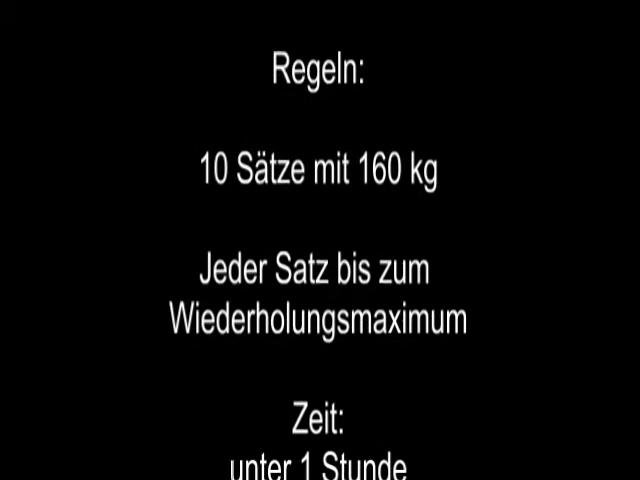 Regeln:
10 Sätze mit 160 kg
Jeder Satz bis zum
Wiederholungsmaximum
Zeit:
unter 1 Stunde